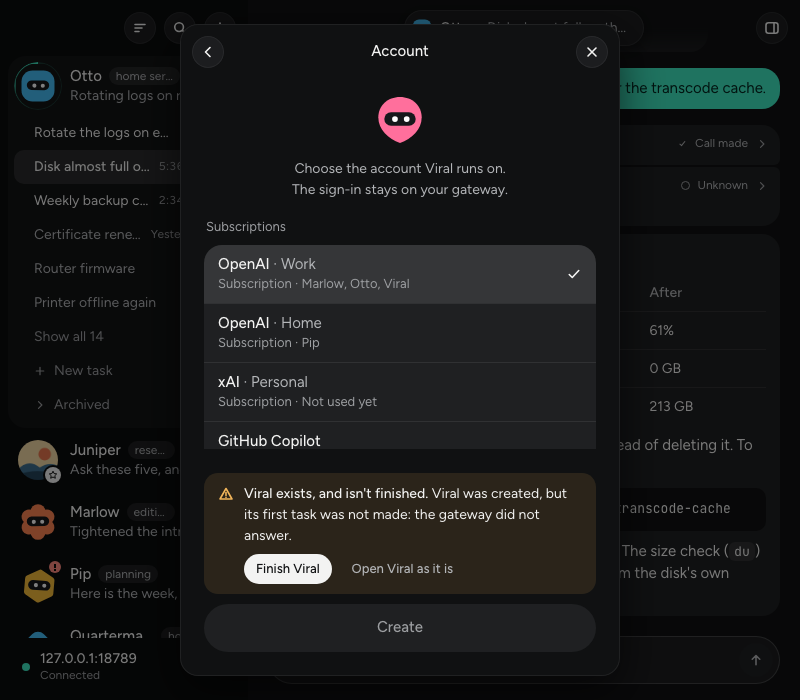 Account
Choose the account Viral runs on.
The sign-in stays on your gateway.
Subscriptions
OpenAI · Work
Subscription · Marlow, Otto, Viral
OpenAI · Home
Subscription · Pip
xAI · Personal
Subscription · Not used yet
GitHub Copilot
Viral exists, and isn't finished. Viral was created, but
its first task was not made: the gateway did not
answer.
Finish Viral
Open Viral as it is
Create
Otto home ser...
Rotating logs on
Rotate the logs on e...
Disk almost full o... 5:36
Weekly backup c... 2:34
Certificate rene... Yeste
Router firmware
Printer offline again
Show all 14
New task
Archived
Juniper rese...
Ask these five, an
Marlow editi...
Tightened the intr
Pip planning
Here is the week,
Quarterma
127.0.0.1:18789
Connected
the transcode cache.
Call made
Unknown
After
61%
0 GB
213 GB
ead of deleting it. To
transcode-cache
The size check ( du )
m the disk's own